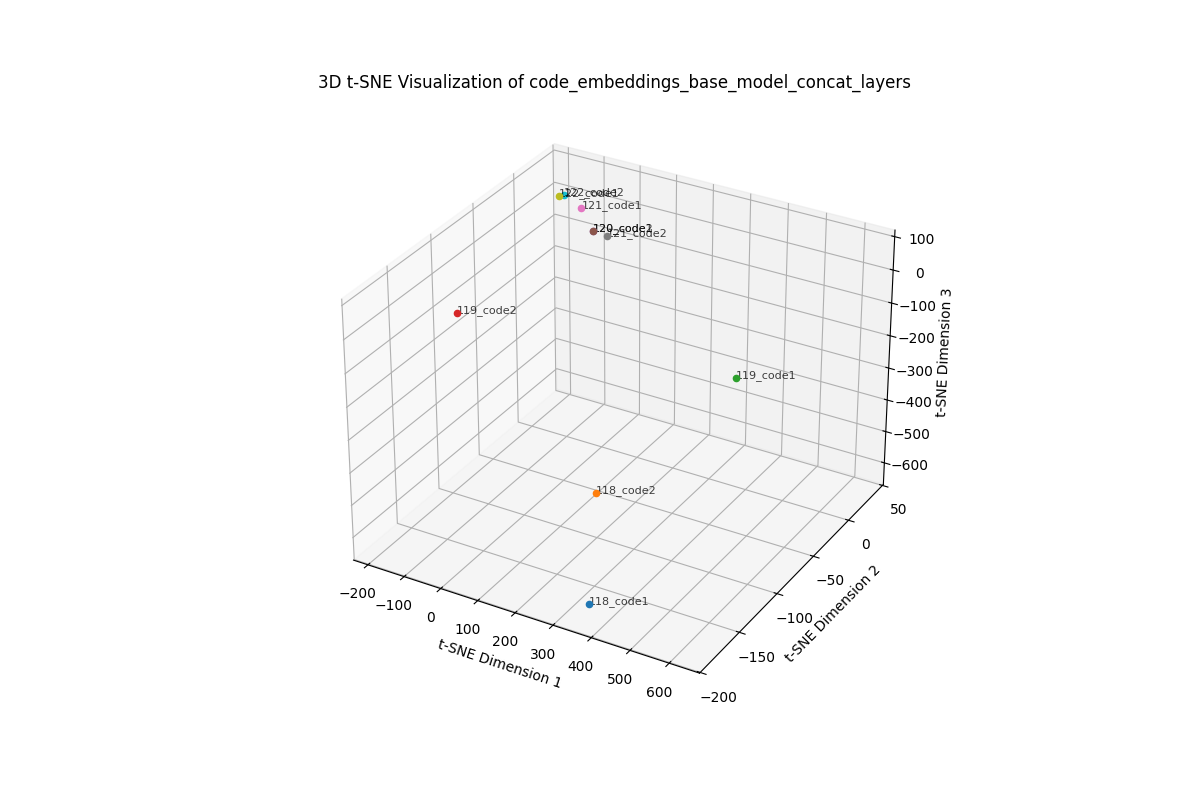 3D t-SNE Visualization of code_embeddings_base_model_concat_layers
122_code2
121_code1
121_code2
119_code2
119_code1
118_code2
118_code1
100
0
−100
−200
−300
−400
−500
−600
t-SNE Dimension 3
50
0
−50
−100
−150
−200
t-SNE Dimension 2
−200
−100
0
100
200
300
400
500
600
t-SNE Dimension 1